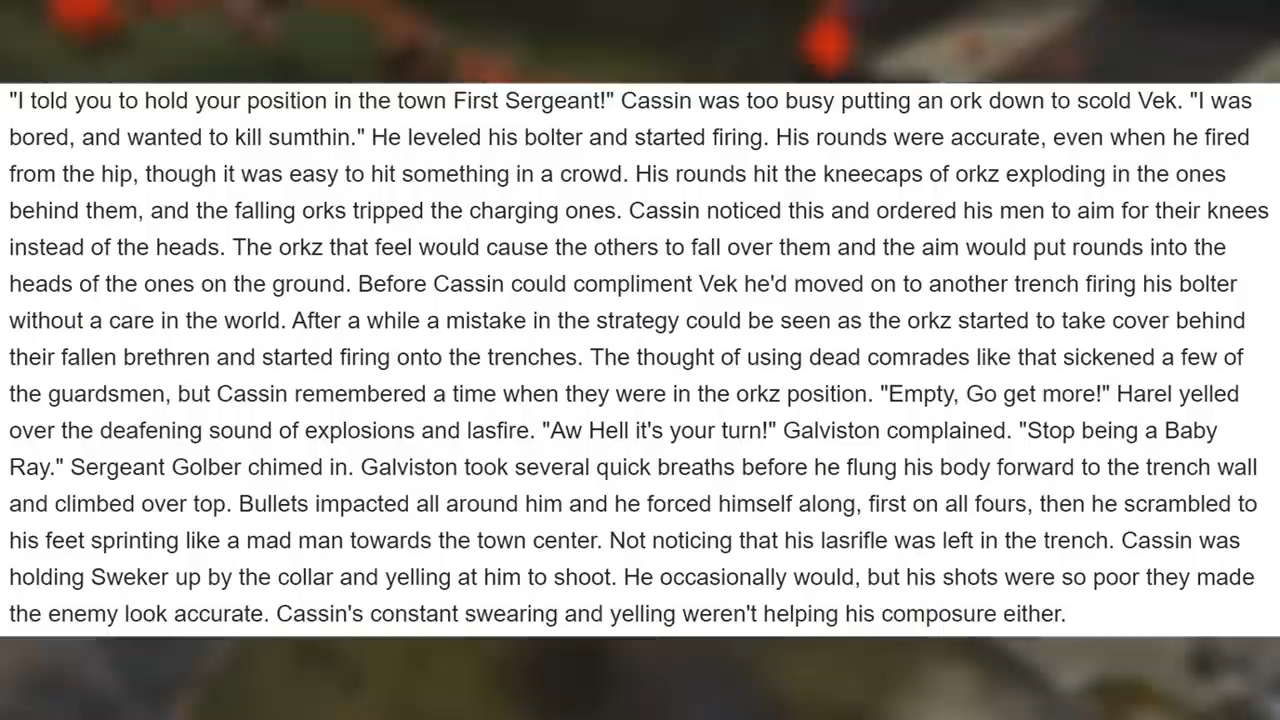 "I told you to hold your position in the town First Sergeant!" Cassin was too busy putting an ork down to scold Vek. "I was
bored, and wanted to kill sumthin." He leveled his bolter and started firing. His rounds were accurate, even when he fired
from the hip, though it was easy to hit something in a crowd. His rounds hit the kneecaps of orkz exploding in the ones
behind them, and the falling orks tripped the charging ones. Cassin noticed this and ordered his men to aim for their knees
instead of the heads. The orkz that feel would cause the others to fall over them and the aim would put rounds into the
heads of the ones on the ground. Before Cassin could compliment Vek he'd moved on to another trench firing his bolter
without a care in the world. After a while a mistake in the strategy could be seen as the orkz started to take cover behind
their fallen brethren and started firing onto the trenches. The thought of using dead comrades like that sickened a few of
the guardsmen, but Cassin remembered a time when they were in the orkz position. "Empty, Go get more!" Harel yelled
over the deafening sound of explosions and lasfire. "Aw Hell it's your turn!" Galviston complained. "Stop being a Baby
Ray." Sergeant Golber chimed in. Galviston took several quick breaths before he flung his body forward to the trench wall
and climbed over top. Bullets impacted all around him and he forced himself along, first on all fours, then he scrambled to
his feet sprinting like a mad man towards the town center. Not noticing that his lasrifle was left in the trench. Cassin was
holding Sweker up by the collar and yelling at him to shoot. He occasionally would, but his shots were so poor they made
the enemy look accurate. Cassin's constant swearing and yelling weren't helping his composure either.